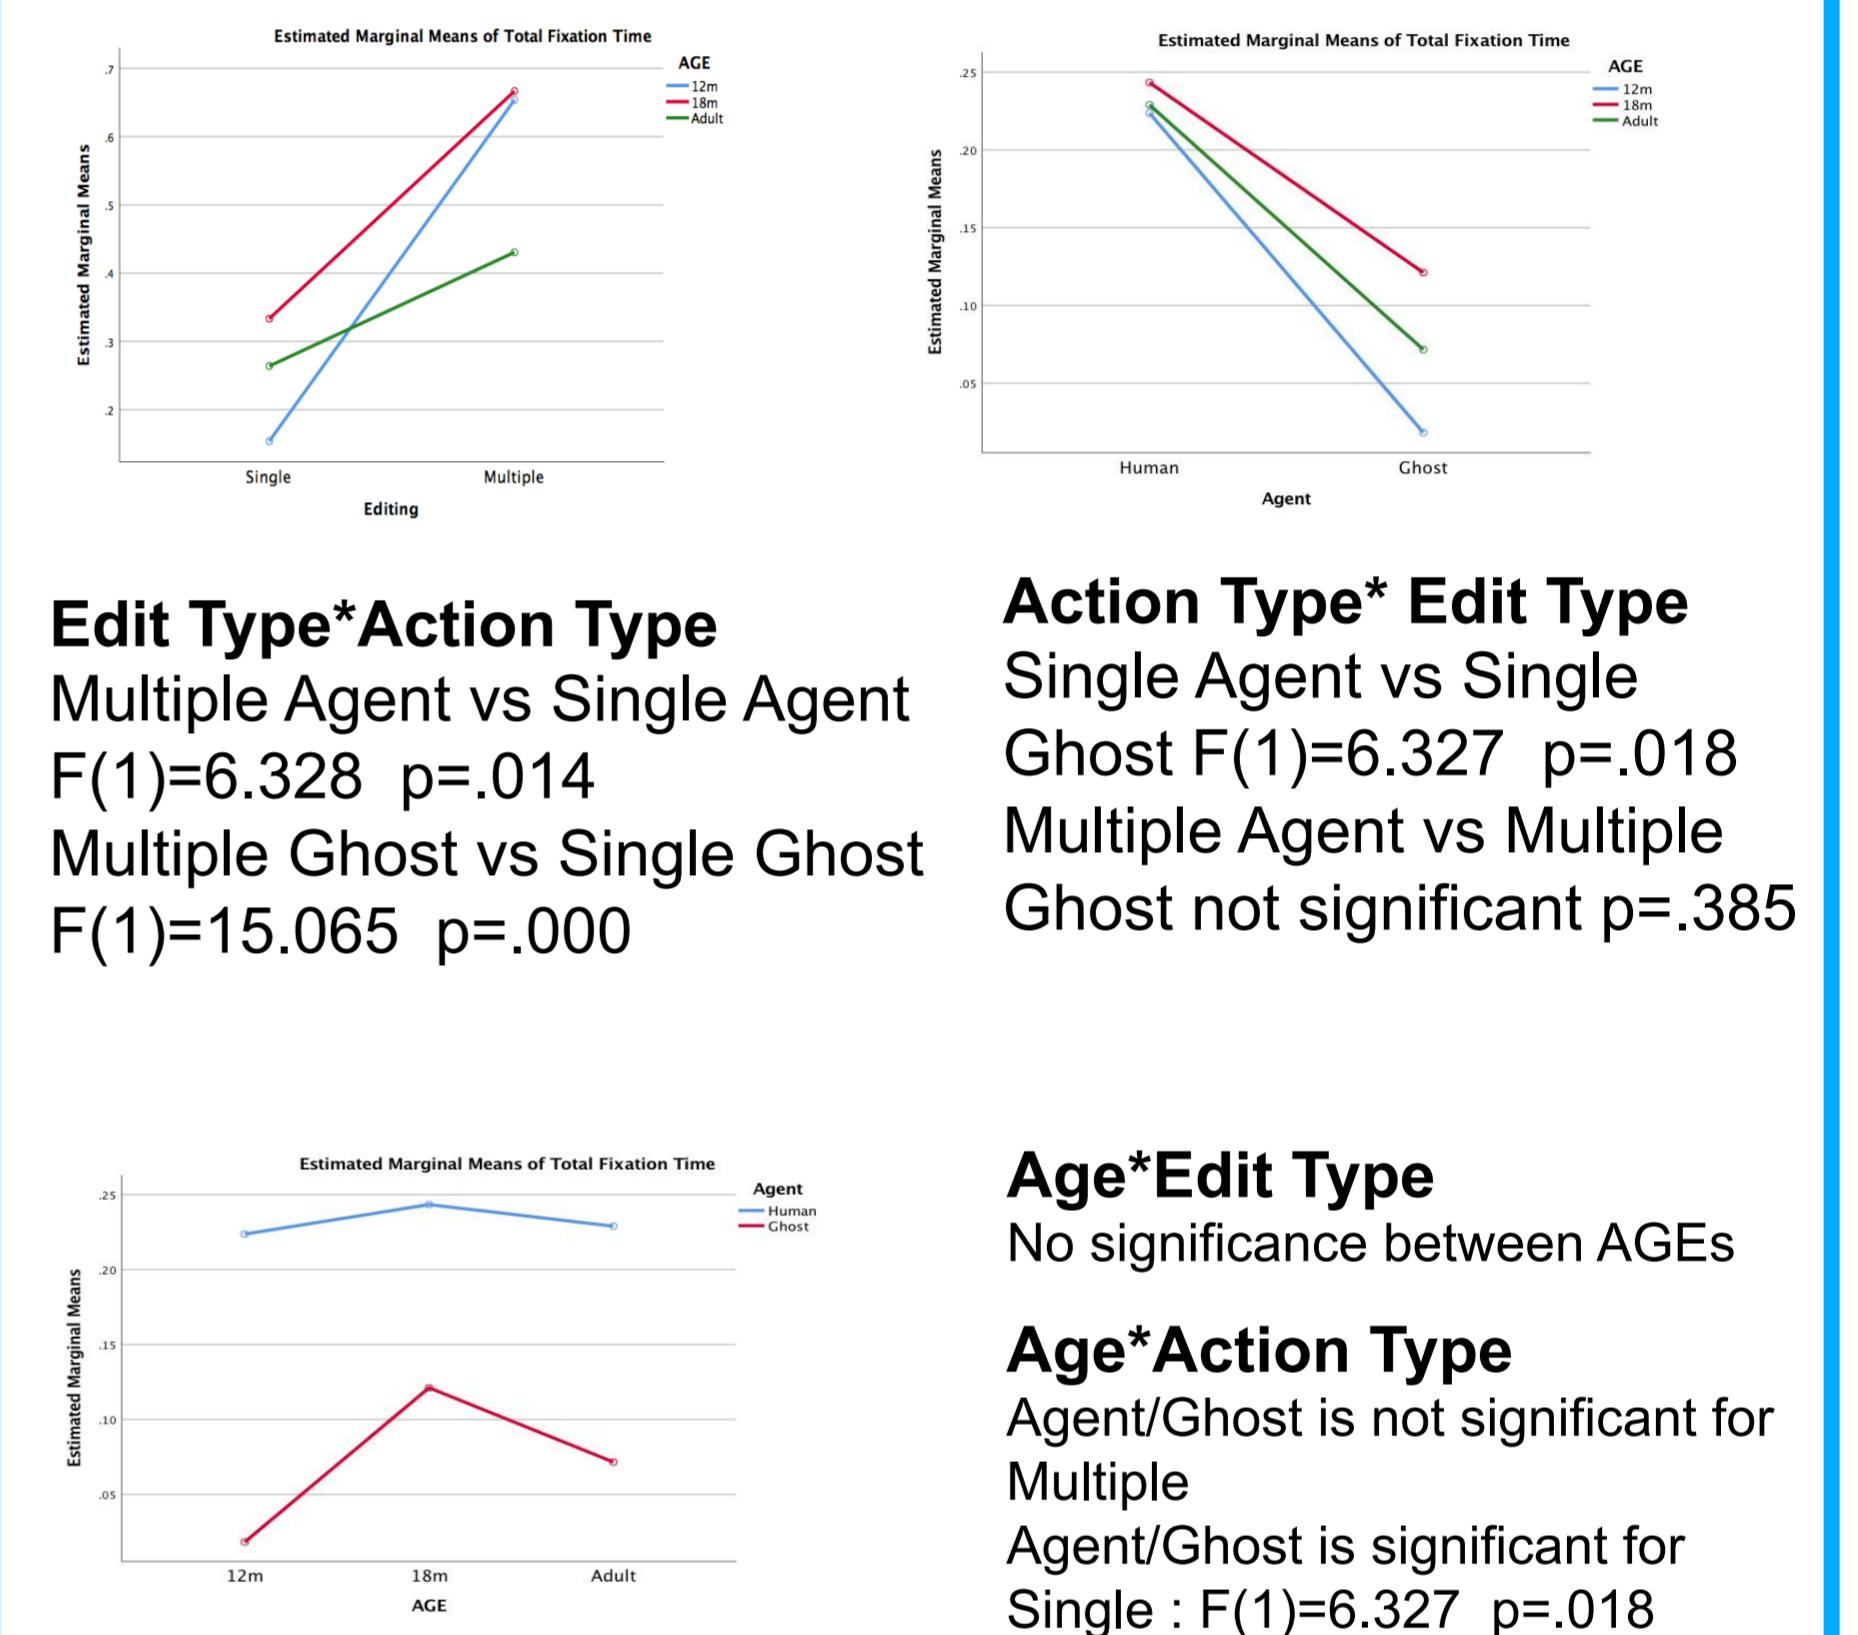 Estimated Marginal Means of Total Fixation Time
AGE
12m
18m
Adult
.7
.6
.5
.4
.3
.2
Estimated Marginal Means
Single
Multiple
Editing
Estimated Marginal Means of Total Fixation Time
AGE
12m
18m
Adult
.25
.20
.15
.10
.05
Estimated Marginal Means
Human
Ghost
Agent
Edit Type*Action Type
Multiple Agent vs Single Agent
F(1)=6.328 p=.014
Multiple Ghost vs Single Ghost
F(1)=15.065 p=.000
Action Type* Edit Type
Single Agent vs Single
Ghost F(1)=6.327 p=.018
Multiple Agent vs Multiple
Ghost not significant p=.385
Estimated Marginal Means of Total Fixation Time
Agent
Human
Ghost
.25
.20
.15
.10
.05
Estimated Marginal Means
12m
18m
Adult
AGE
Age*Edit Type
No significance between AGEs
Age*Action Type
Agent/Ghost is not significant for
Multiple
Agent/Ghost is significant for
Single : F(1)=6.327 p=.018